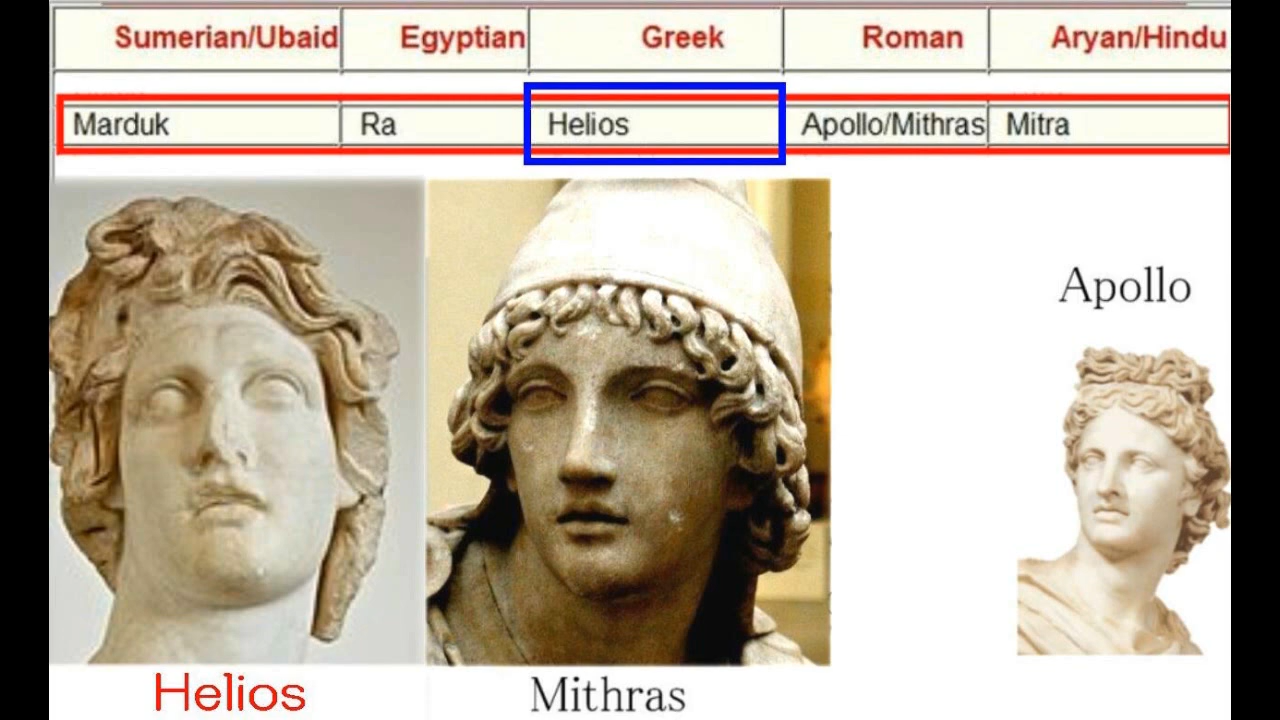 Sumerian/Ubaid Egyptian Greek Roman Aryan/Hindu
Marduk Ra Helios Apollo/Mithras Mitra
Apollo
Helios
Mithras